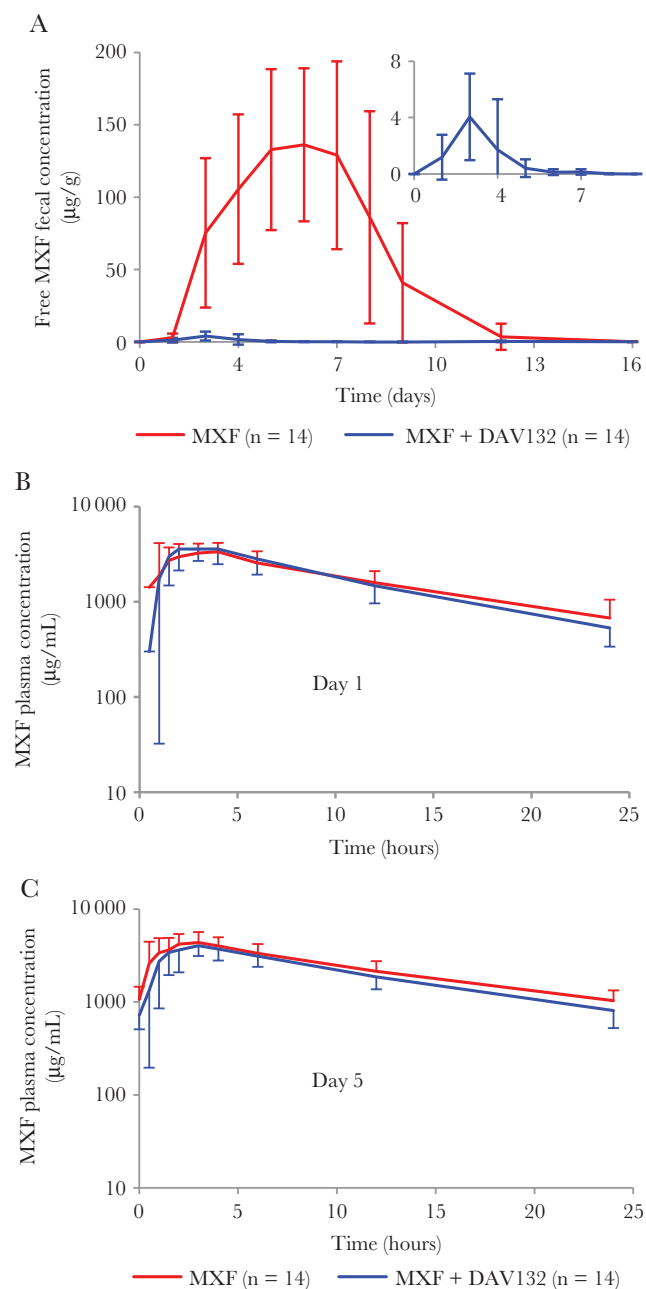 A
Free MXF fecal concentration
(µg/g)
200
150
100
50
0
8
4
0
0
4
7
0
4
7
10
13
16
Time (days)
MXF (n = 14)
MXF + DAV132 (n = 14)
B
MXF plasma concentration
(µg/mL)
10 000
1000
100
10
Day 1
0
5
10
15
20
25
Time (hours)
C
MXF plasma concentration
(µg/mL)
10 000
1000
100
10
Day 5
0
5
10
15
20
25
Time (hours)
MXF (n = 14)
MXF + DAV132 (n = 14)